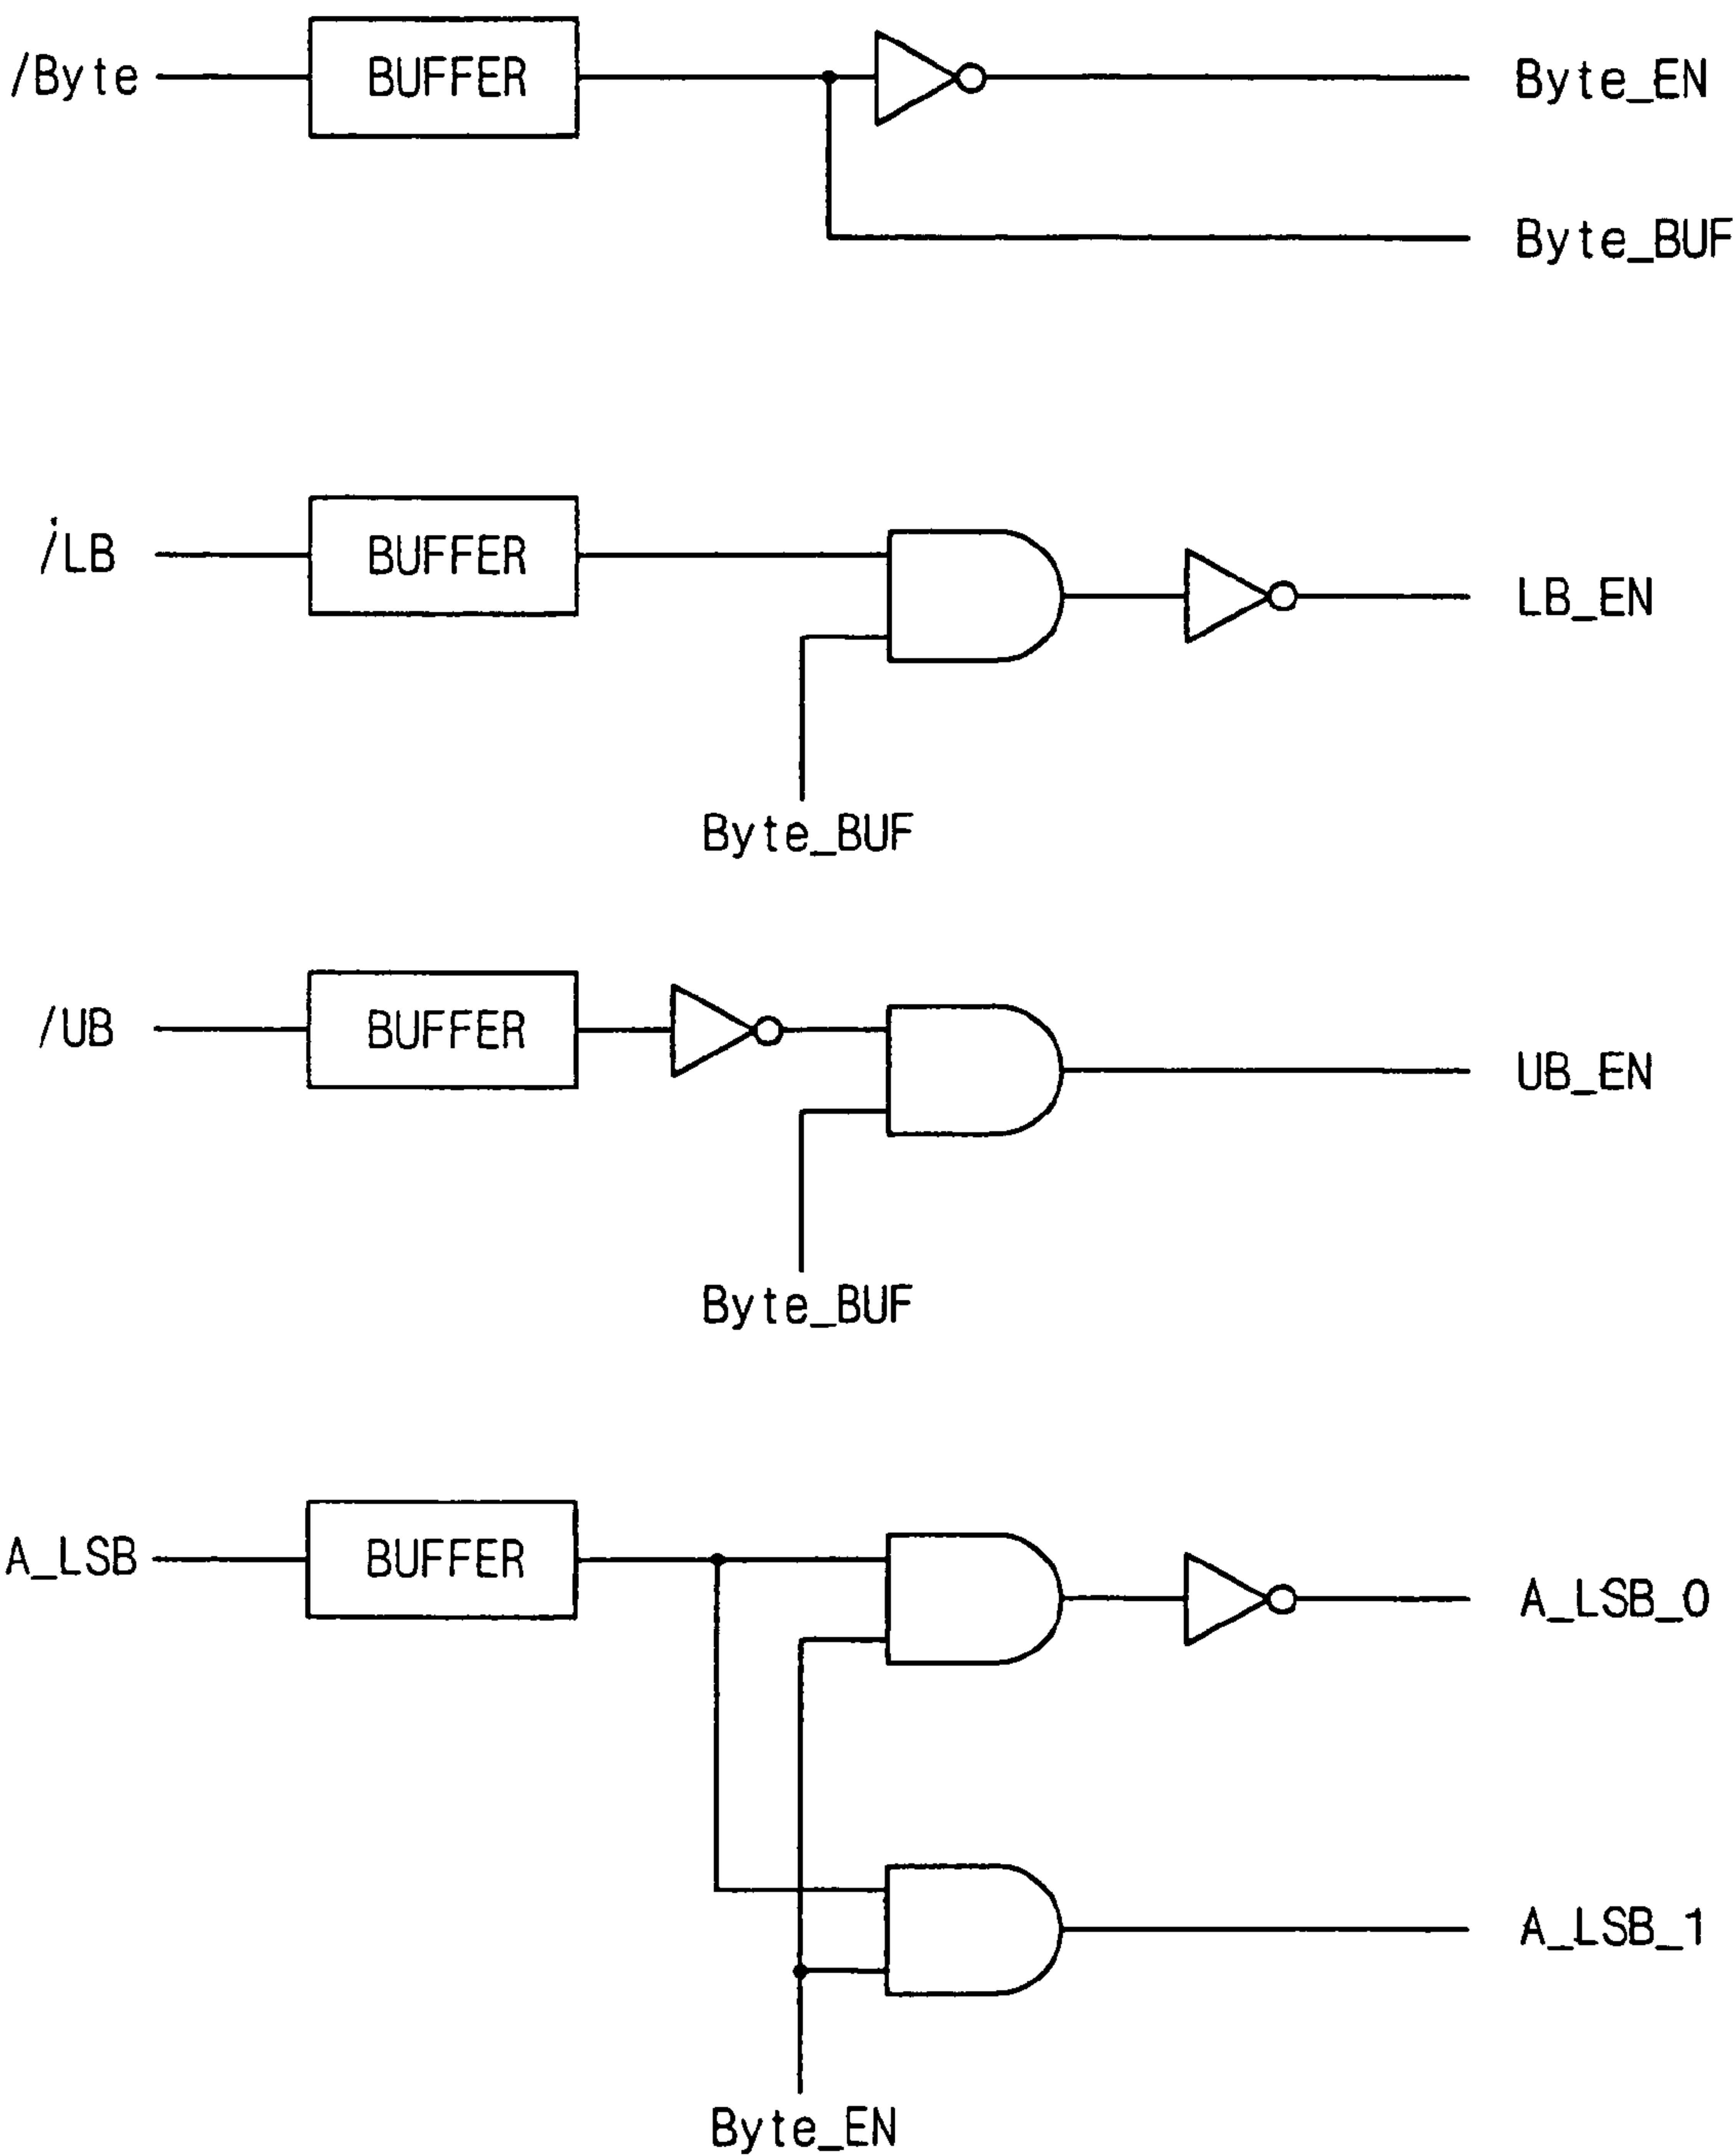 /Byte BUFFER Byte_EN
Byte_BUF
/LB BUFFER LB_EN
Byte_BUF
/UB BUFFER UB_EN
Byte_BUF
A_LSB BUFFER A_LSB_0
A_LSB_1
Byte_EN